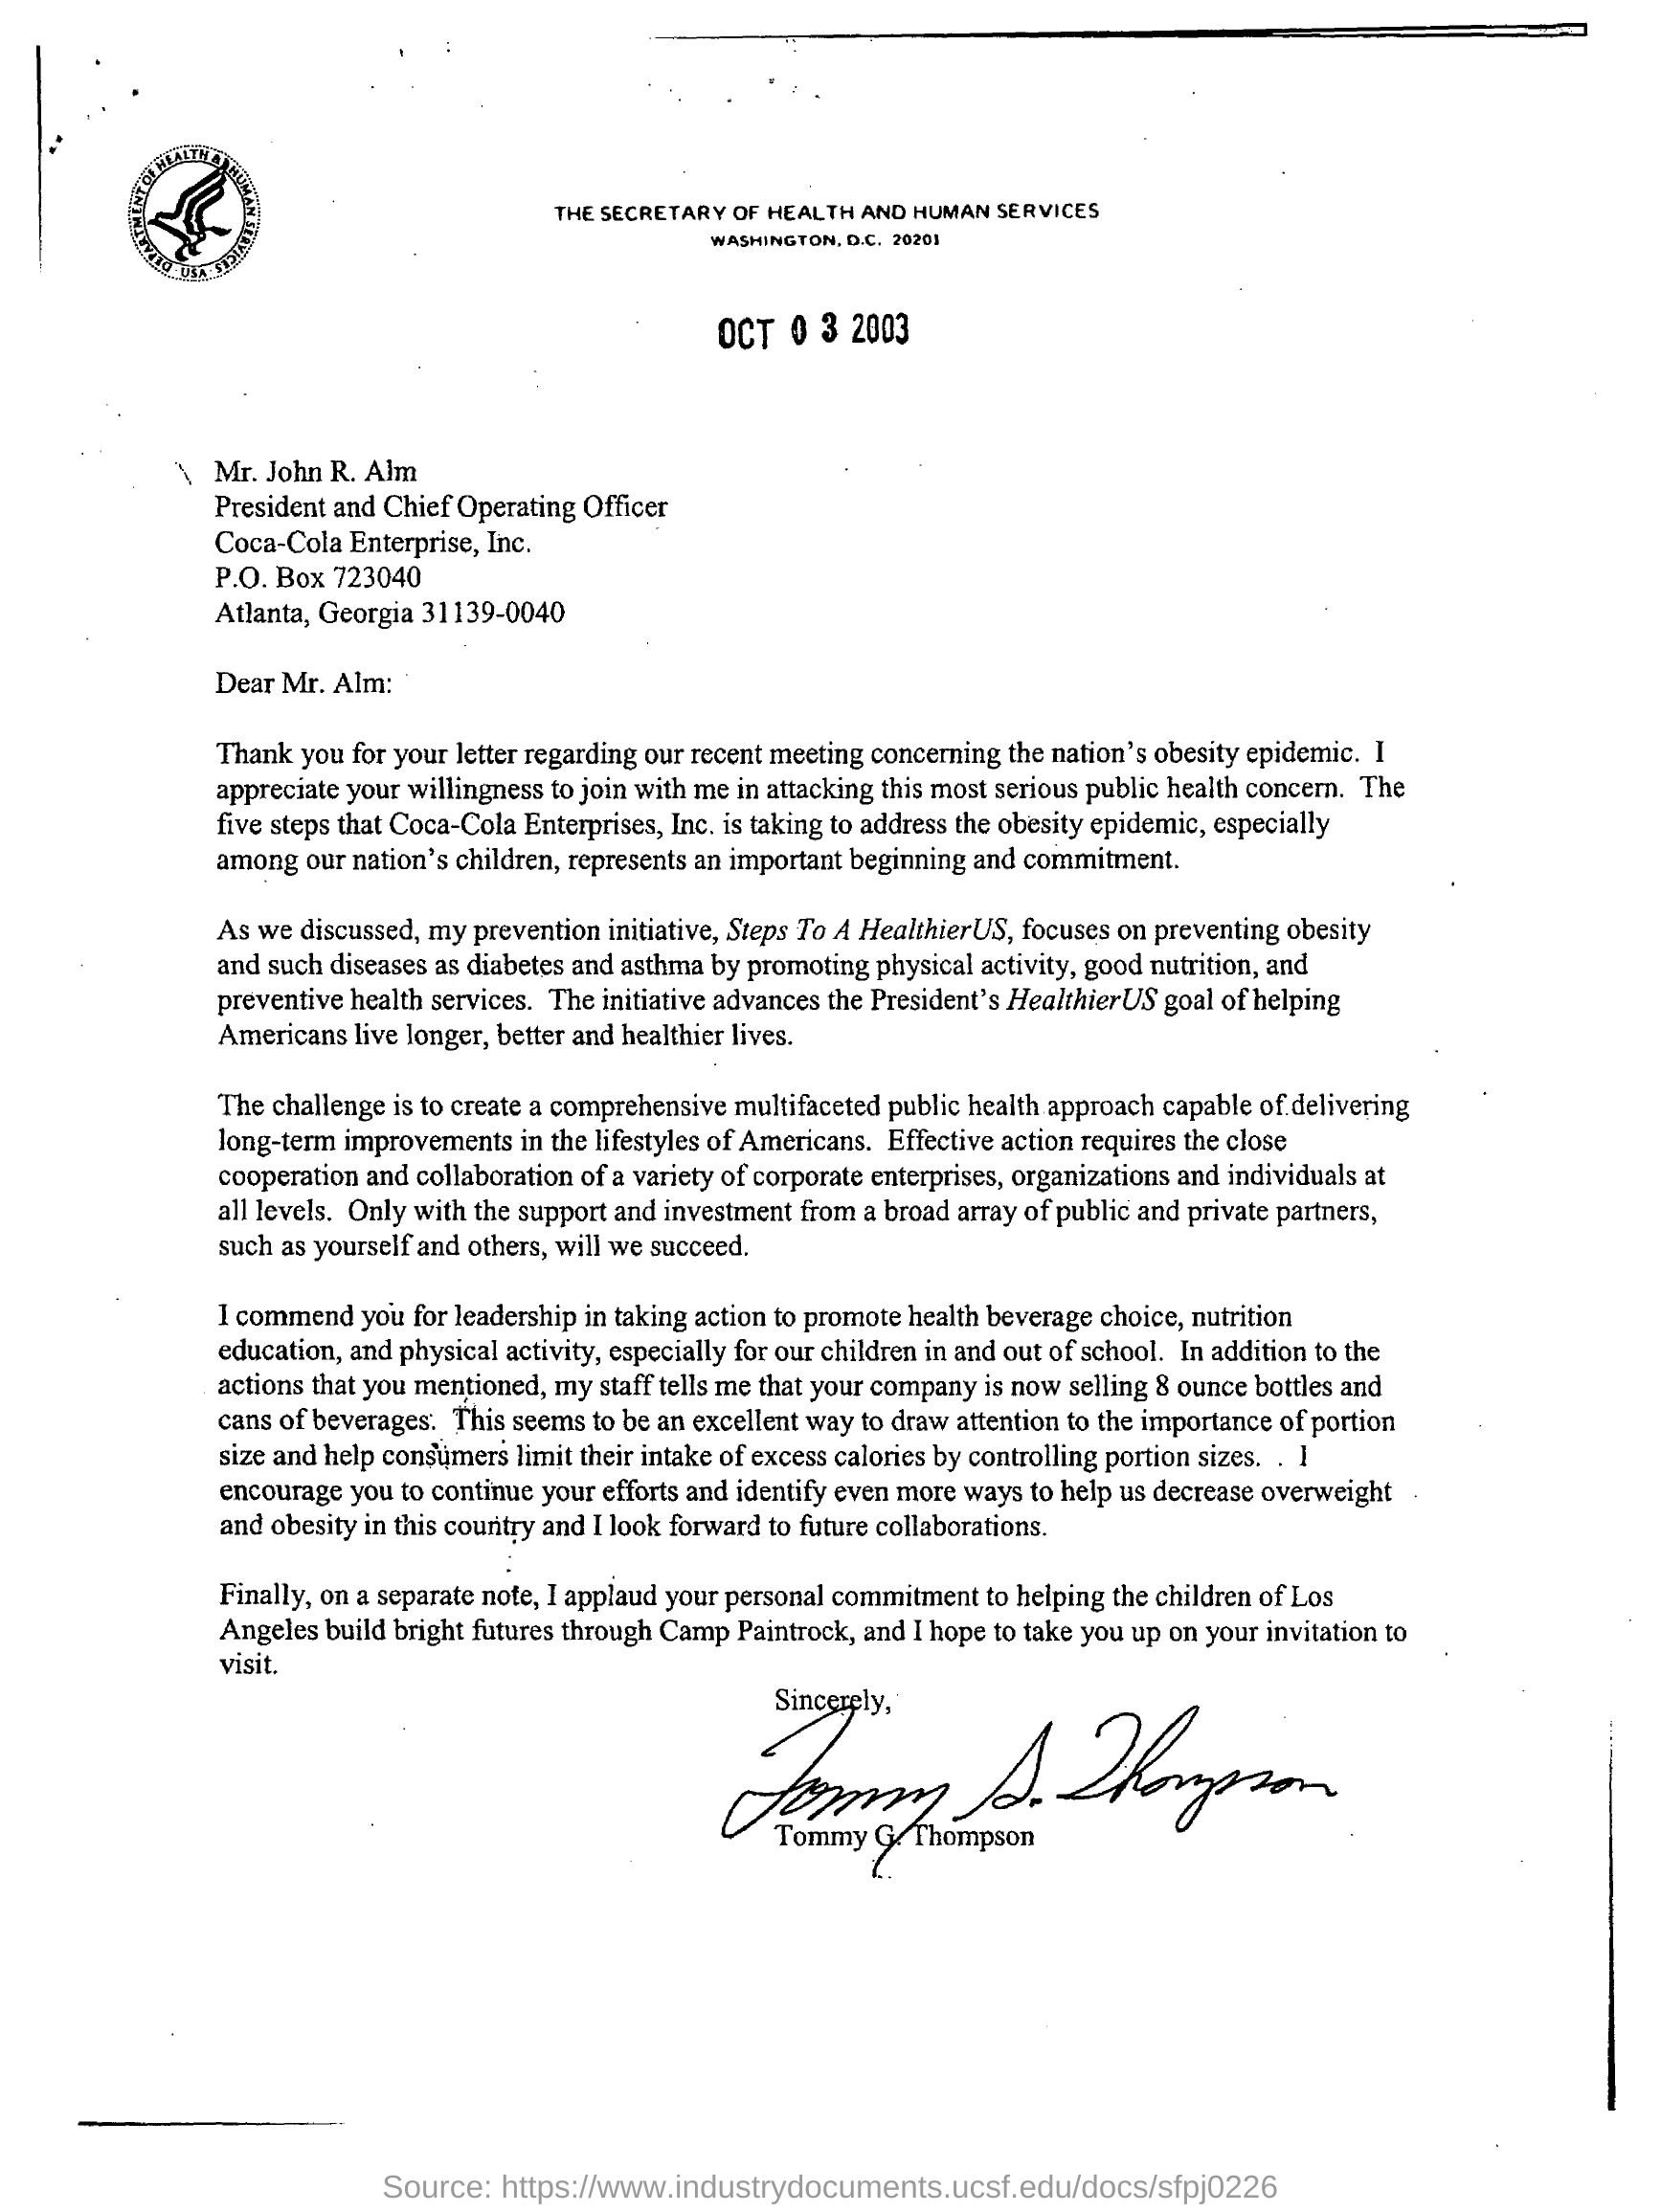 DEPARTMENT OF HEALTH & HUMAN SERVICES · USA
THE SECRETARY OF HEALTH AND HUMAN SERVICES
WASHINGTON, D.C. 20201
OCT 03 2003
Mr. John R. Alm
President and Chief Operating Officer
Coca-Cola Enterprise, Inc.
P.O. Box 723040
Atlanta, Georgia 31139-0040
Dear Mr. Alm:
Thank you for your letter regarding our recent meeting concerning the nation's obesity epidemic. I
appreciate your willingness to join with me in attacking this most serious public health concern. The
five steps that Coca-Cola Enterprises, Inc. is taking to address the obesity epidemic, especially
among our nation's children, represents an important beginning and commitment.
As we discussed, my prevention initiative, Steps To A HealthierUS, focuses on preventing obesity
and such diseases as diabetes and asthma by promoting physical activity, good nutrition, and
preventive health services. The initiative advances the President's HealthierUS goal of helping
Americans live longer, better and healthier lives.
The challenge is to create a comprehensive multifaceted public health approach capable of delivering
long-term improvements in the lifestyles of Americans. Effective action requires the close
cooperation and collaboration of a variety of corporate enterprises, organizations and individuals at
all levels. Only with the support and investment from a broad array of public and private partners,
such as yourself and others, will we succeed.
I commend you for leadership in taking action to promote health beverage choice, nutrition
education, and physical activity, especially for our children in and out of school. In addition to the
actions that you mentioned, my staff tells me that your company is now selling 8 ounce bottles and
cans of beverages. This seems to be an excellent way to draw attention to the importance of portion
size and help consumers limit their intake of excess calories by controlling portion sizes. . I
encourage you to continue your efforts and identify even more ways to help us decrease overweight
and obesity in this country and I look forward to future collaborations.
Finally, on a separate note, I applaud your personal commitment to helping the children of Los
Angeles build bright futures through Camp Paintrock, and I hope to take you up on your invitation to
visit.
Sincerely,
Tommy G. Thompson
Tommy G. Thompson
Source: https://www.industrydocuments.ucsf.edu/docs/sfpj0226